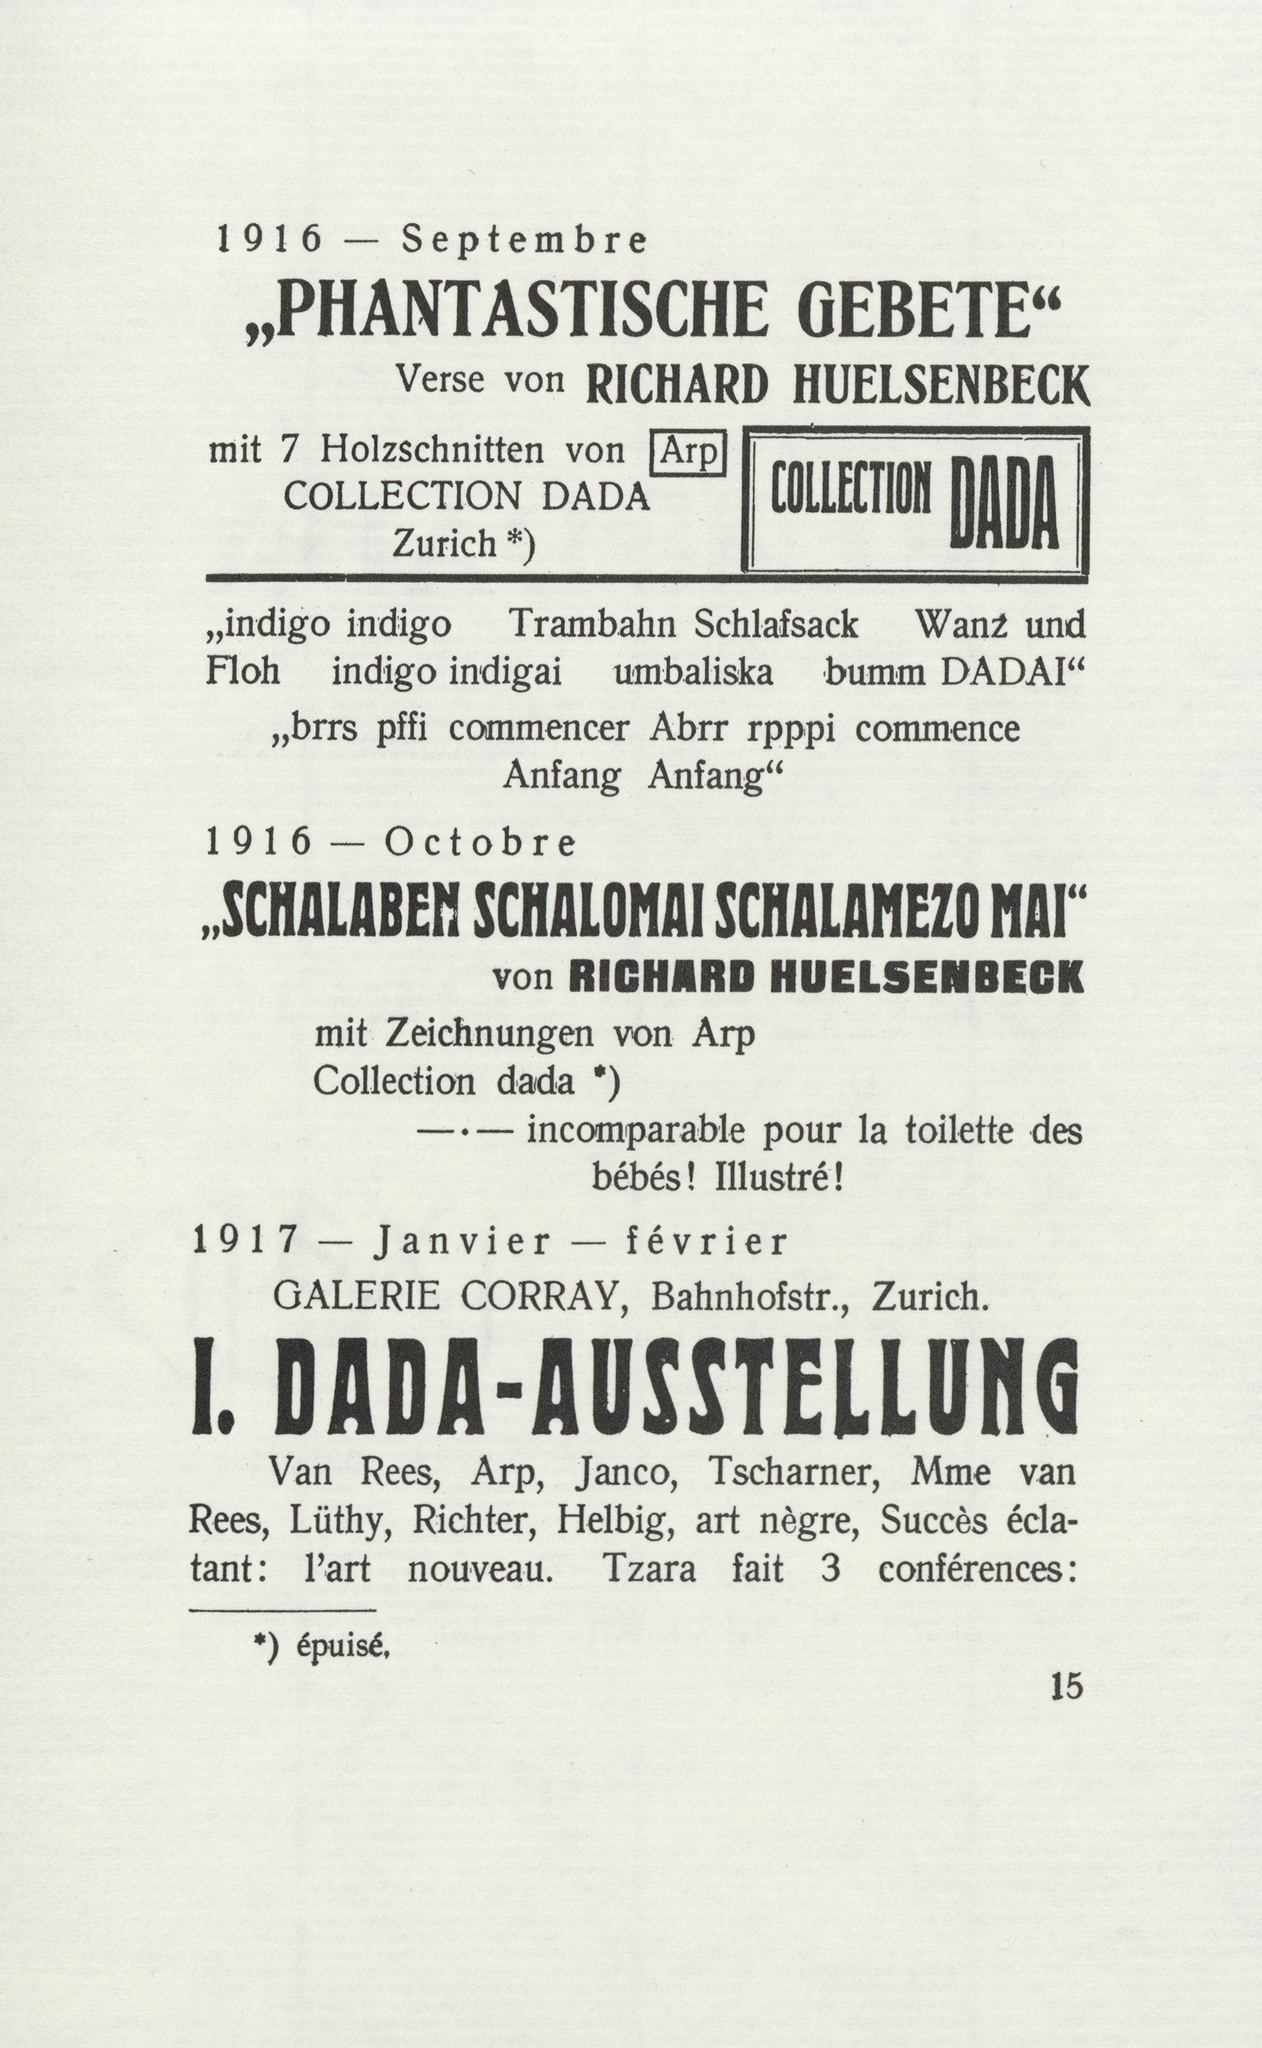 1916 — Septembre
„PHANTASTISCHE GEBETE“
Verse von RICHARD HUELSENBECK
mit 7 Holzschnitten von Arp
COLLECTION DADA
Zurich *)
COLLECTION DADA
„indigo indigo Trambahn Schlafsack Wanz und
Floh indigo indigai umbaliska bumm DADAI“
„brrs pffi commencer Abrr rpppi commence
Anfang Anfang“
1916 — Octobre
„SCHALABEN SCHALOMAI SCHALAMEZO MAI“
von RICHARD HUELSENBECK
mit Zeichnungen von Arp
Collection dada *)
—·— incomparable pour la toilette des
bébés! Illustré!
1917 — Janvier — février
GALERIE CORRAY, Bahnhofstr., Zurich.
I. DADA-AUSSTELLUNG
Van Rees, Arp, Janco, Tscharner, Mme van
Rees, Lüthy, Richter, Helbig, art nègre, Succès écla-
tant: l’art nouveau. Tzara fait 3 conférences:
*) épuisé.
15